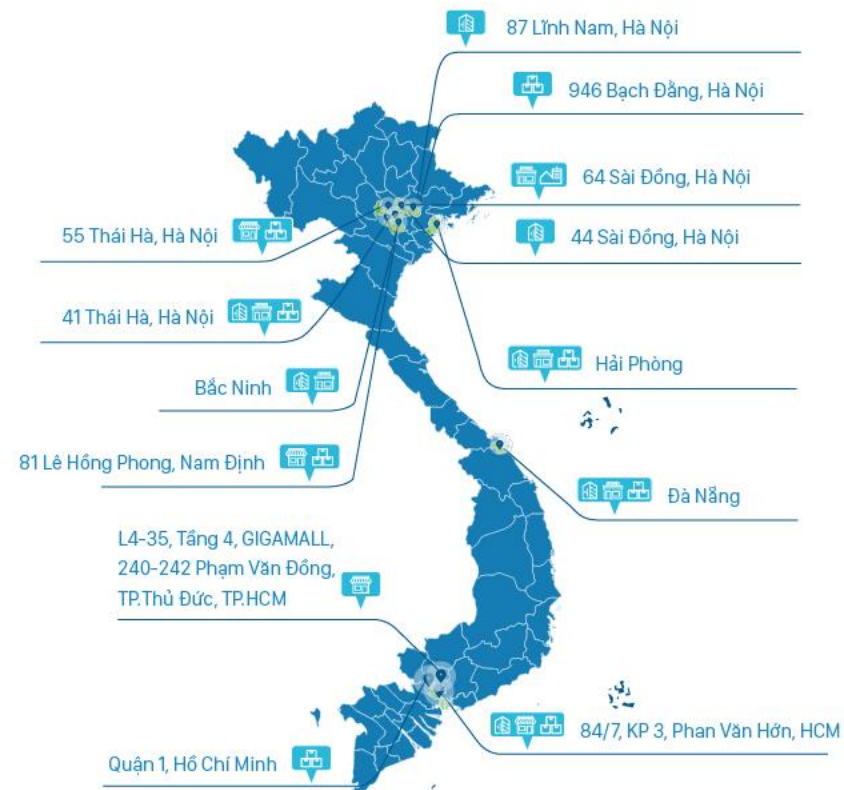 87 Lĩnh Nam, Hà Nội
946 Bạch Đằng, Hà Nội
64 Sài Đồng, Hà Nội
55 Thái Hà, Hà Nội
44 Sài Đồng, Hà Nội
41 Thái Hà, Hà Nội
Hải Phòng
Bắc Ninh
81 Lê Hồng Phong, Nam Định
Đà Nẵng
L4-35, Tầng 4, GIGAMALL,
240-242 Phạm Văn Đồng,
TP.Thủ Đức, TP.HCM
84/7, KP 3, Phan Văn Hớn, HCM
Quận 1, Hồ Chí Minh